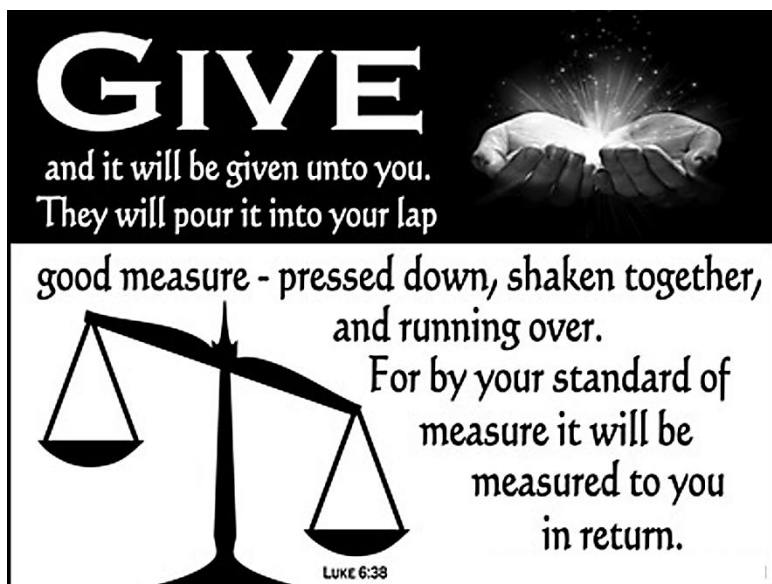 GIVE
and it will be given unto you.
They will pour it into your lap
good measure - pressed down, shaken together,
and running over.
For by your standard of
measure it will be
measured to you
in return.
LUKE 6:38